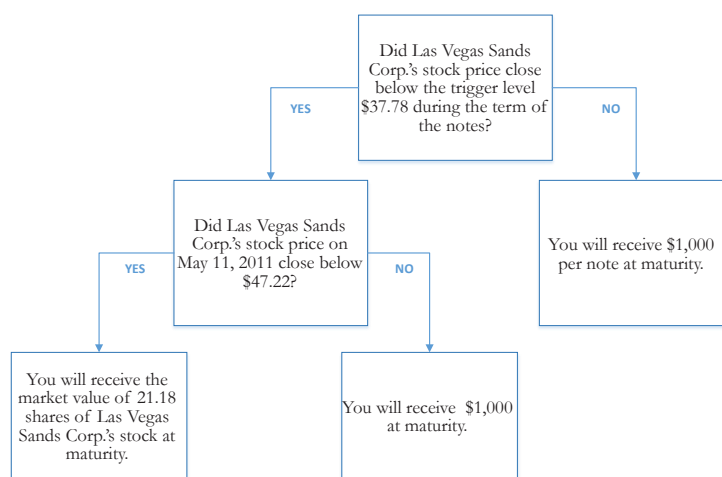 Did Las Vegas Sands
Corp.'s stock price close
below the trigger level
$37.78 during the term of
the notes?
YES
NO
Did Las Vegas Sands
Corp.'s stock price on
May 11, 2011 close below
$47.22?
You will receive $1,000
per note at maturity.
YES
NO
You will receive the
market value of 21.18
shares of Las Vegas
Sands Corp.'s stock at
maturity.
You will receive $1,000
at maturity.